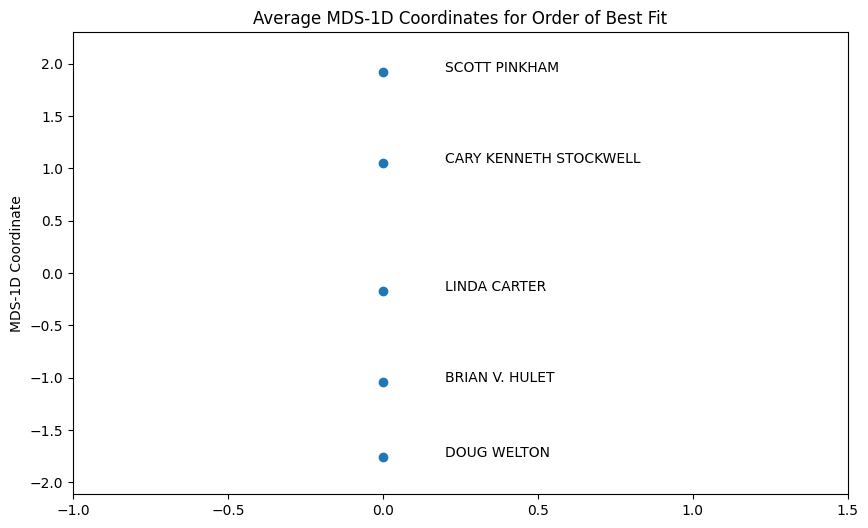 Average MDS-1D Coordinates for Order of Best Fit
2.0
SCOTT PINKHAM
1.5
CARY KENNETH STOCKWELL
1.0
0.5
MDS-1D Coordinate
0.0
LINDA CARTER
−0.5
BRIAN V. HULET
−1.0
−1.5
DOUG WELTON
−2.0
−1.0 −0.5 0.0 0.5 1.0 1.5